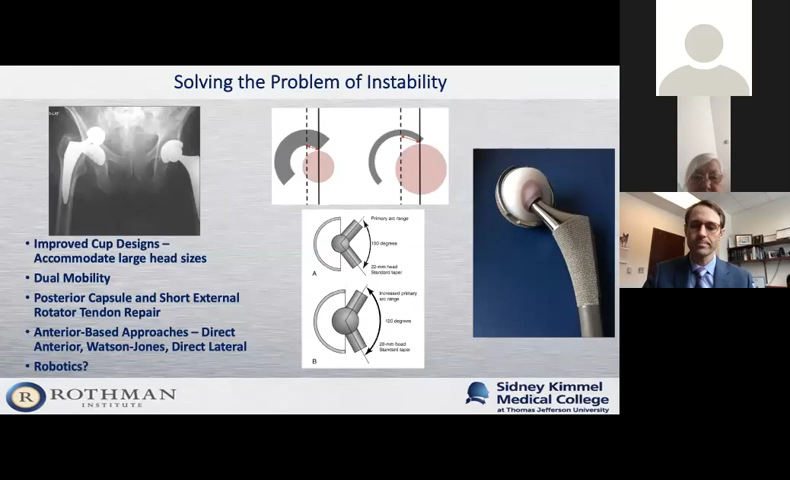 Solving the Problem of Instability
• Improved Cup Designs –
Accommodate large head sizes
• Dual Mobility
• Posterior Capsule and Short External
Rotator Tendon Repair
• Anterior-Based Approaches – Direct
Anterior, Watson-Jones, Direct Lateral
• Robotics?
Primary arc range
100 degrees
22-mm head
Standard taper
A
Increased primary
arc range
120 degrees
28-mm head
Standard taper
B
R
ROTHMAN
INSTITUTE
Sidney Kimmel
Medical College
at Thomas Jefferson University